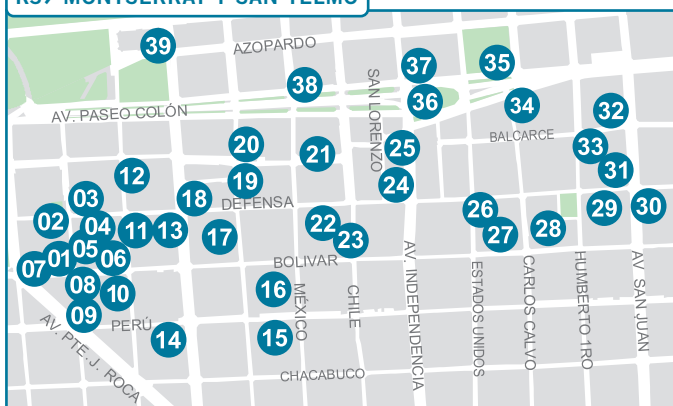 R37 MONTSERRAT Y SAN TELMO
39
AZOPARDO
38
37
35
36
34
SAN LORENZO
AV. PASEO COLÓN
32
BALCARCE
20
21
25
33
12
19
24
31
03
18
DEFENSA
02
04
11
13
17
22
23
26
27
28
29
30
05
01
06
07
BOLIVAR
08
10
16
09
PERÚ
14
15
MÉXICO
CHILE
AV. INDEPENDENCIA
ESTADOS UNIDOS
CARLOS CALVO
HUMBERTO 1RO
AV SAN JUAN
AV. PTE. J. ROCA
CHACABUCO